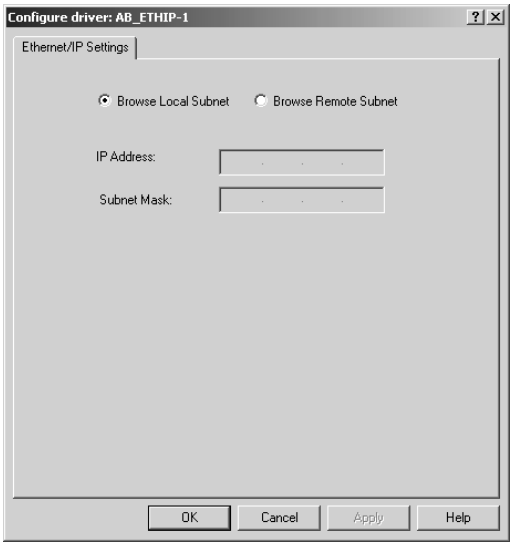 Configure driver: AB_ETHIP-1
Ethernet/IP Settings
Browse Local Subnet Browse Remote Subnet
IP Address: . . .
Subnet Mask: . . .
OK Cancel Apply Help